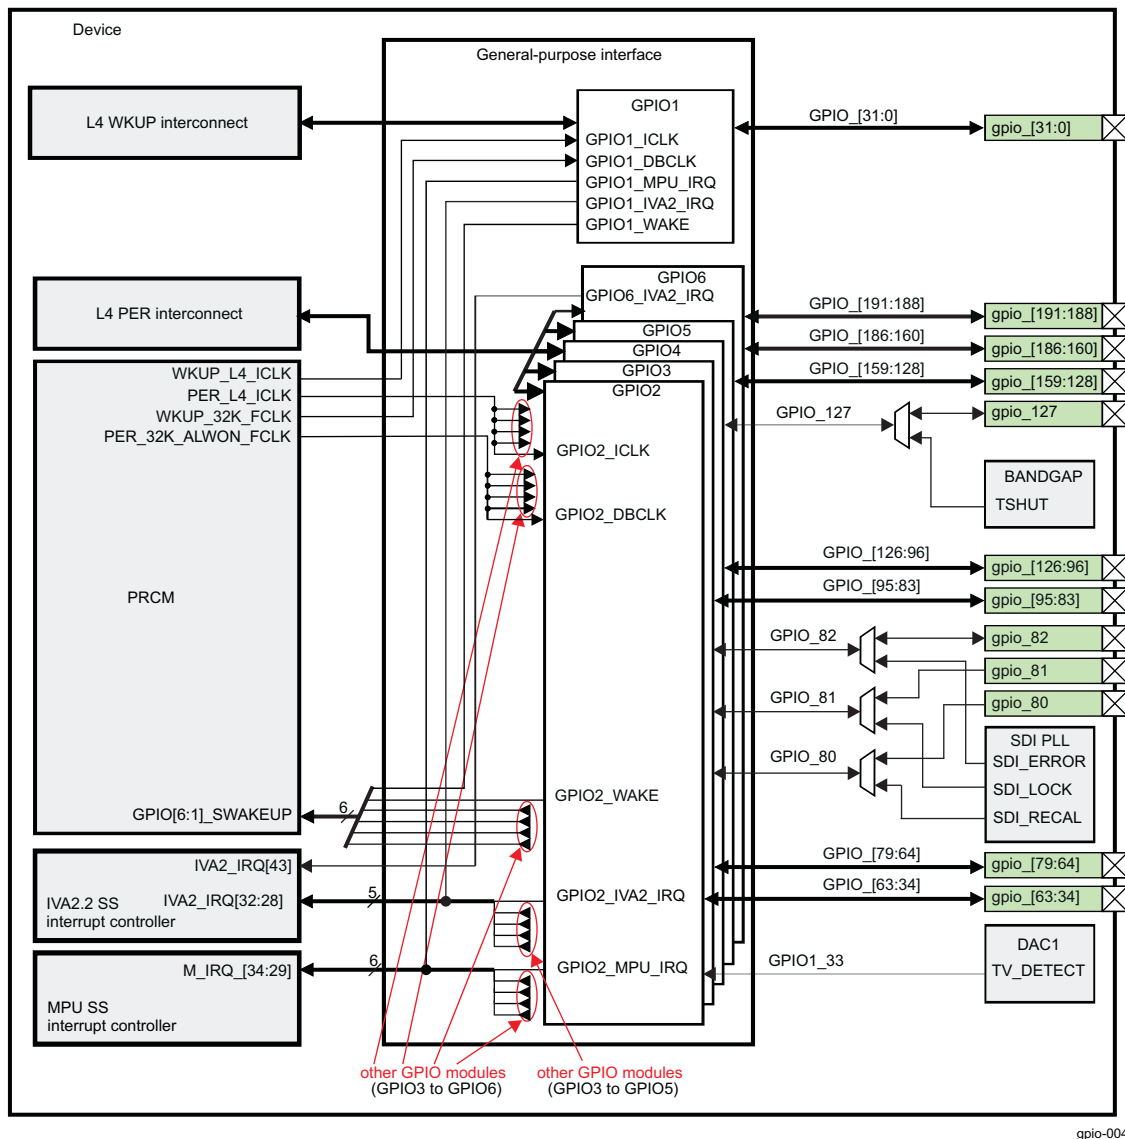 Device
General-purpose interface
L4 WKUP interconnect
GPIO1
GPIO1_ICLK
GPIO1_DBCLK
GPIO1_MPU_IRQ
GPIO1_IVA2_IRQ
GPIO1_WAKE
GPIO_[31:0]
gpio_[31:0]
L4 PER interconnect
GPIO6
GPIO6_IVA2_IRQ
GPIO5
GPIO4
GPIO3
GPIO2
GPIO_[191:188]
gpio_[191:188]
GPIO_[186:160]
gpio_[186:160]
GPIO_[159:128]
gpio_[159:128]
GPIO_127
gpio_127
WKUP_L4_ICLK
PER_L4_ICLK
WKUP_32K_FCLK
PER_32K_ALWON_FCLK
GPIO2_ICLK
GPIO2_DBCLK
BANDGAP
TSHUT
PRCM
GPIO_[126:96]
gpio_[126:96]
GPIO_[95:83]
gpio_[95:83]
GPIO_82
gpio_82
gpio_81
GPIO_81
gpio_80
GPIO_80
SDI PLL
SDI_ERROR
SDI_LOCK
SDI_RECAL
GPIO2_WAKE
GPIO[6:1]_SWAKEUP
6
GPIO_[79:64]
gpio_[79:64]
GPIO_[63:34]
gpio_[63:34]
IVA2_IRQ[43]
IVA2.2 SS
interrupt controller
IVA2_IRQ[32:28]
5
GPIO2_IVA2_IRQ
M_IRQ_[34:29]
6
GPIO2_MPU_IRQ
GPIO1_33
DAC1
TV_DETECT
MPU SS
interrupt controller
other GPIO modules
(GPIO3 to GPIO6)
other GPIO modules
(GPIO3 to GPIO5)
gpio-004